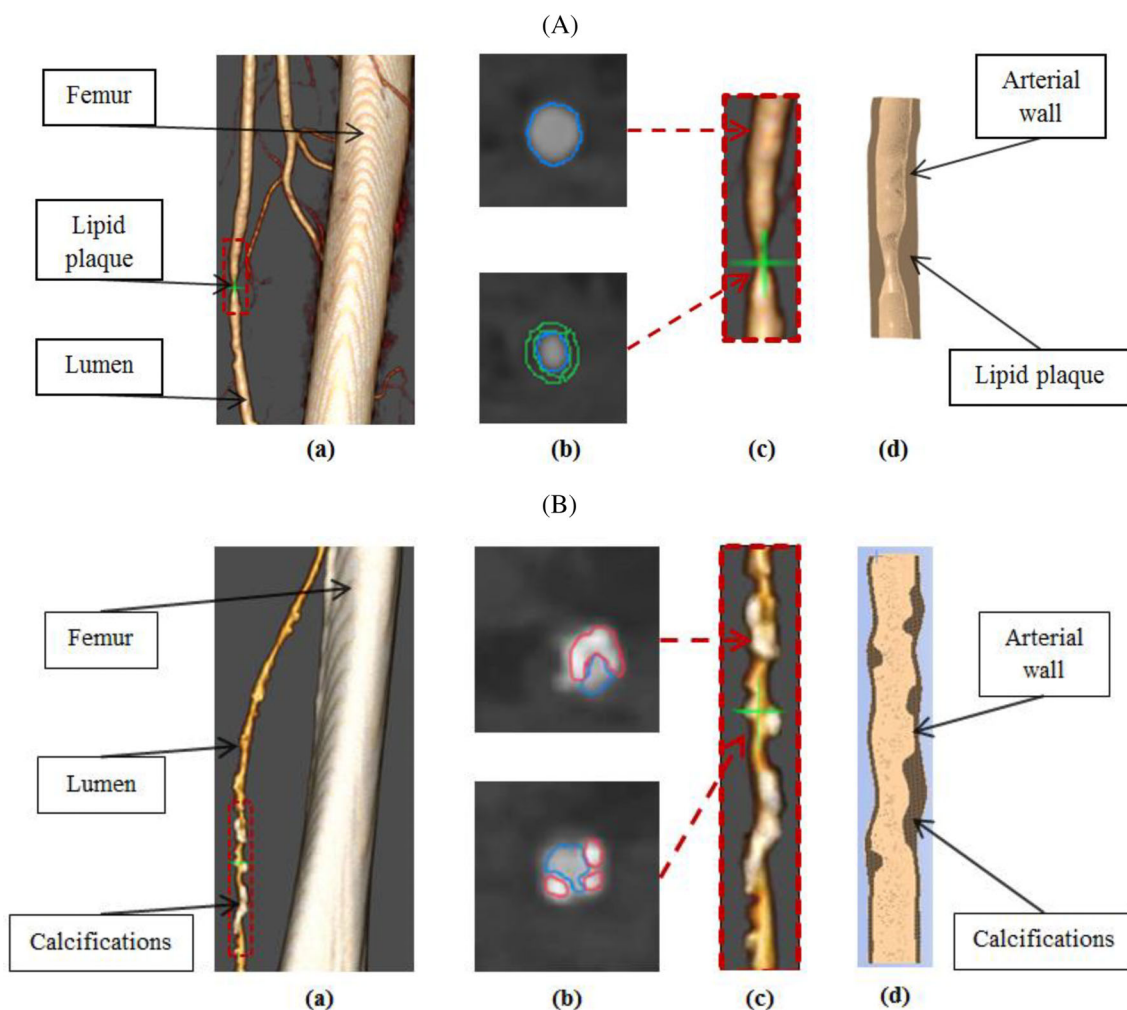 (A)
Femur
Lipid
plaque
Lumen
Arterial
wall
Lipid plaque
(a)
(b)
(c)
(d)
(B)
Femur
Lumen
Calcifications
Arterial
wall
Calcifications
(a)
(b)
(c)
(d)